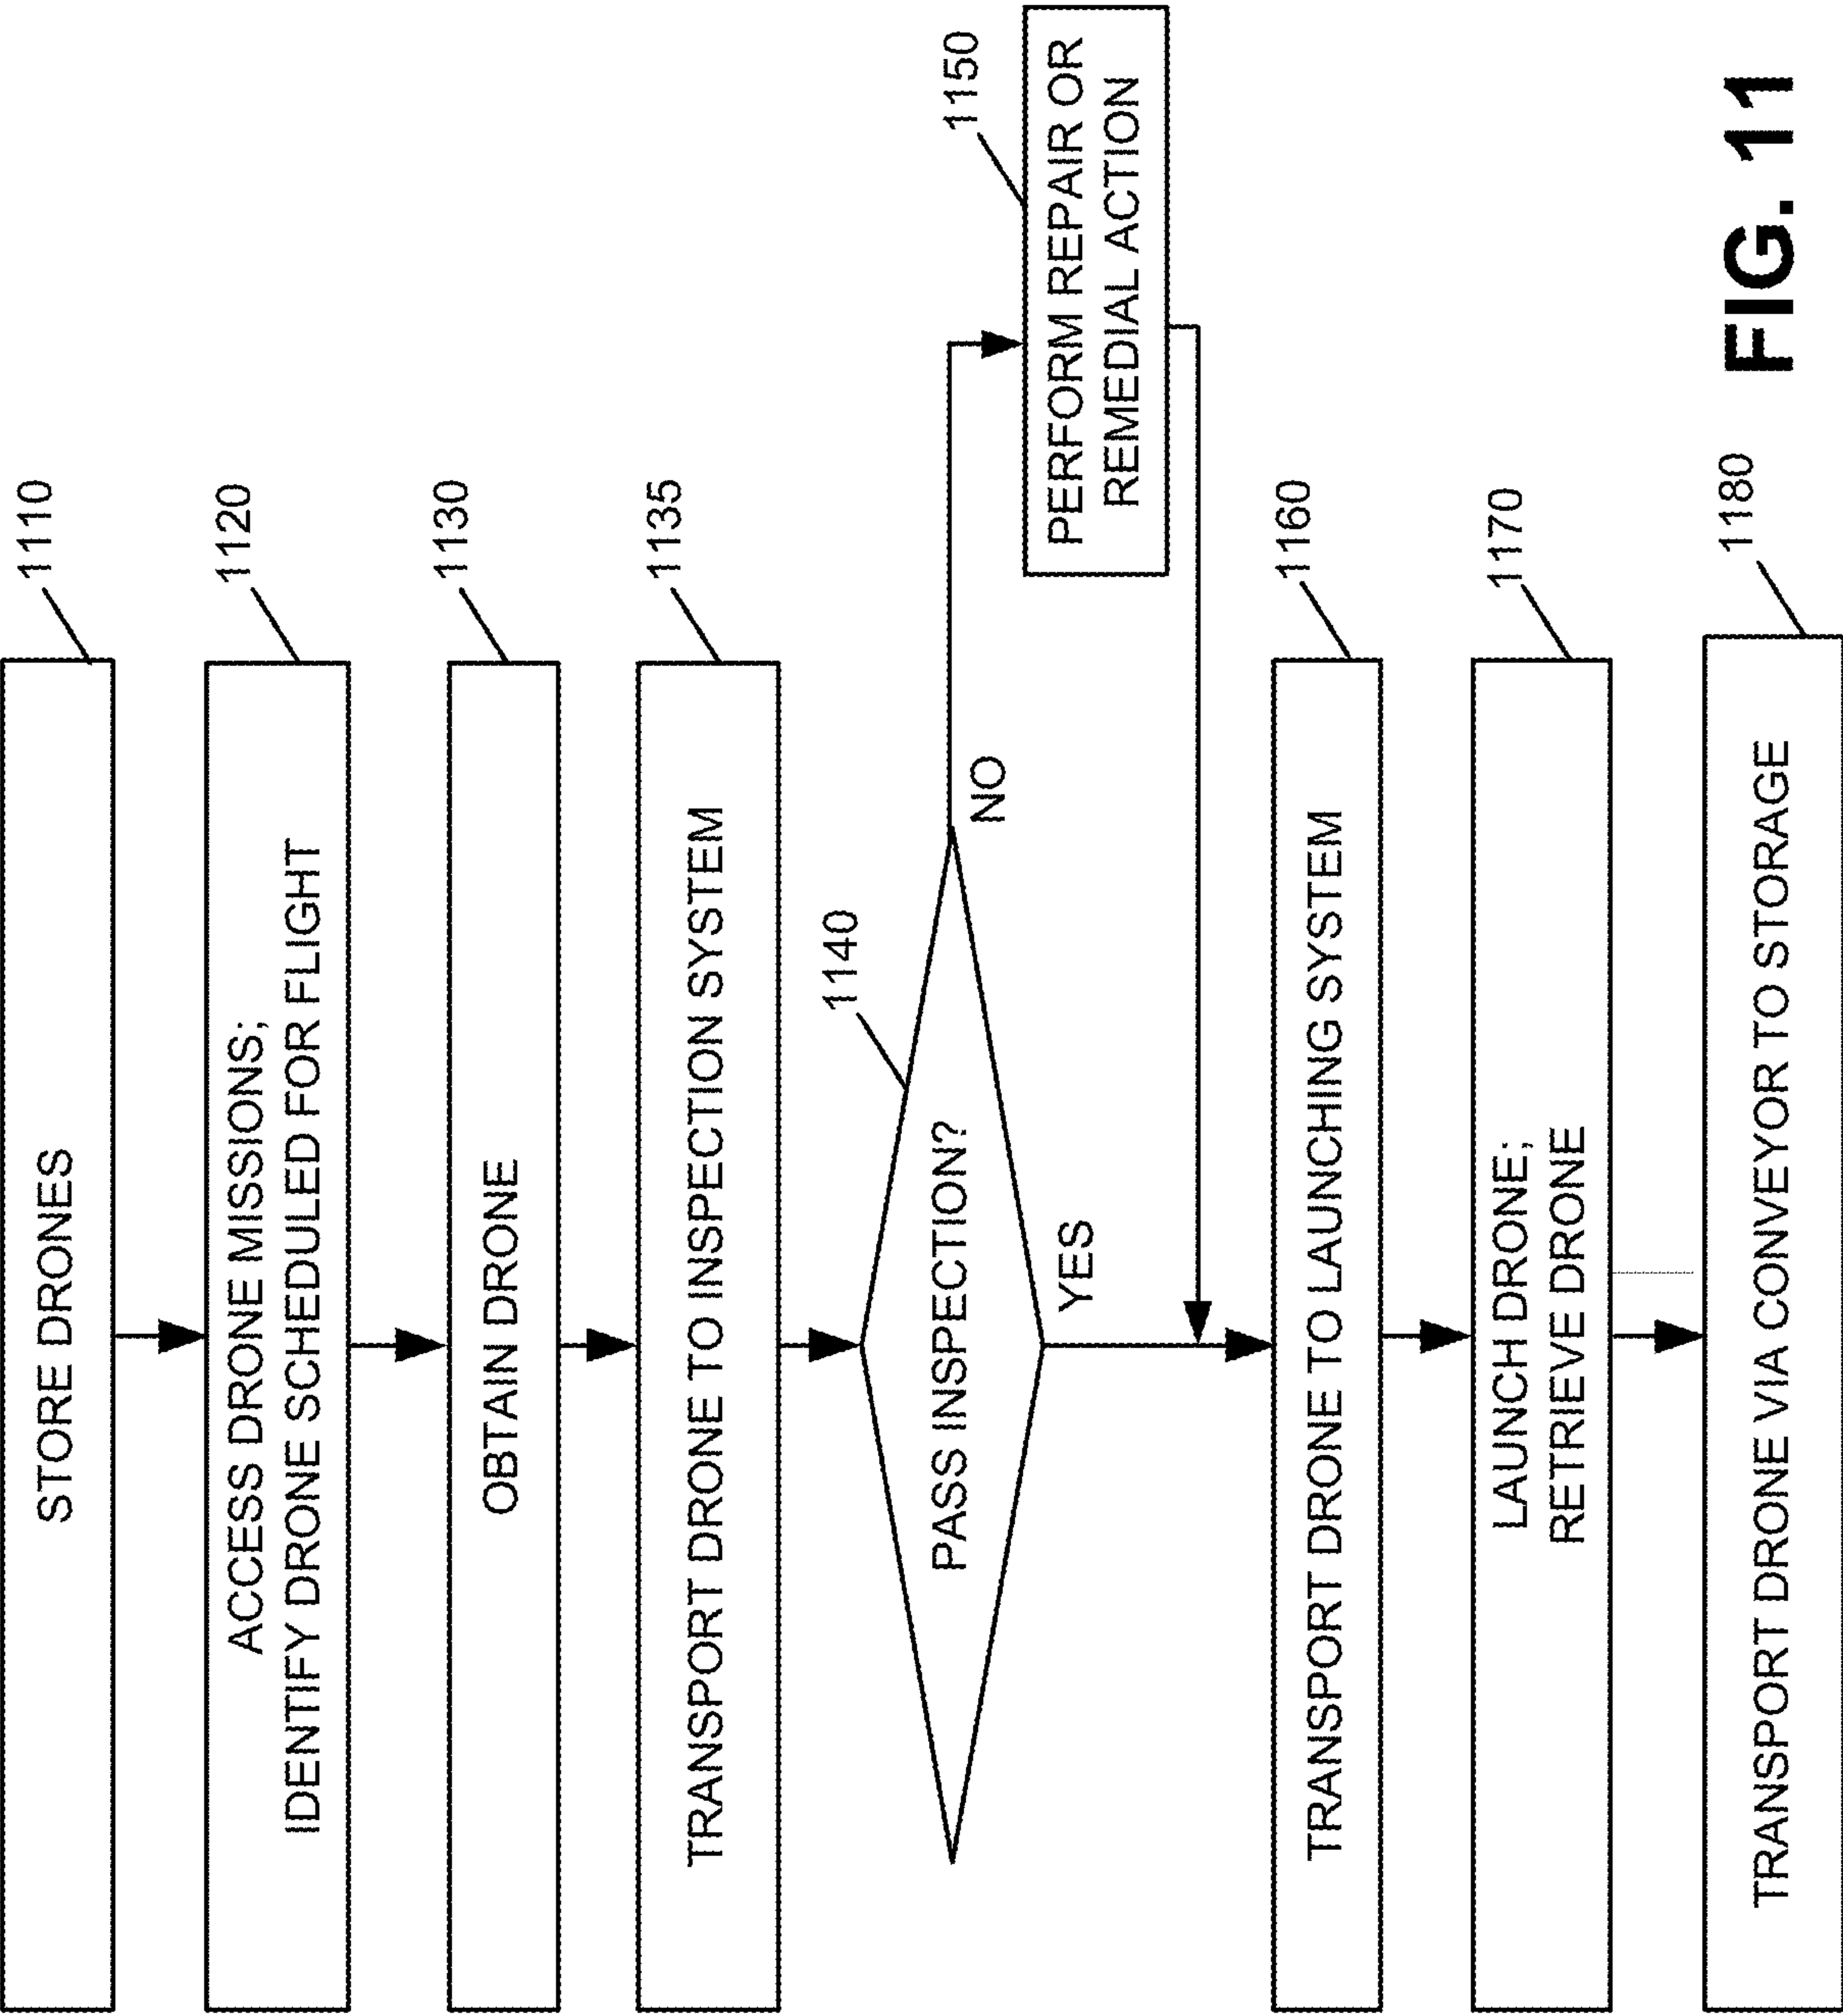 1110
STORE DRONES
1120
ACCESS DRONE MISSIONS;
IDENTIFY DRONE SCHEDULED FOR FLIGHT
1130
OBTAIN DRONE
1135
TRANSPORT DRONE TO INSPECTION SYSTEM
1140
PASS INSPECTION?
NO
YES
1150
PERFORM REPAIR OR
REMEDIAL ACTION
1160
TRANSPORT DRONE TO LAUNCHING SYSTEM
1170
LAUNCH DRONE;
RETRIEVE DRONE
1180
TRANSPORT DRONE VIA CONVEYOR TO STORAGE
FIG. 11